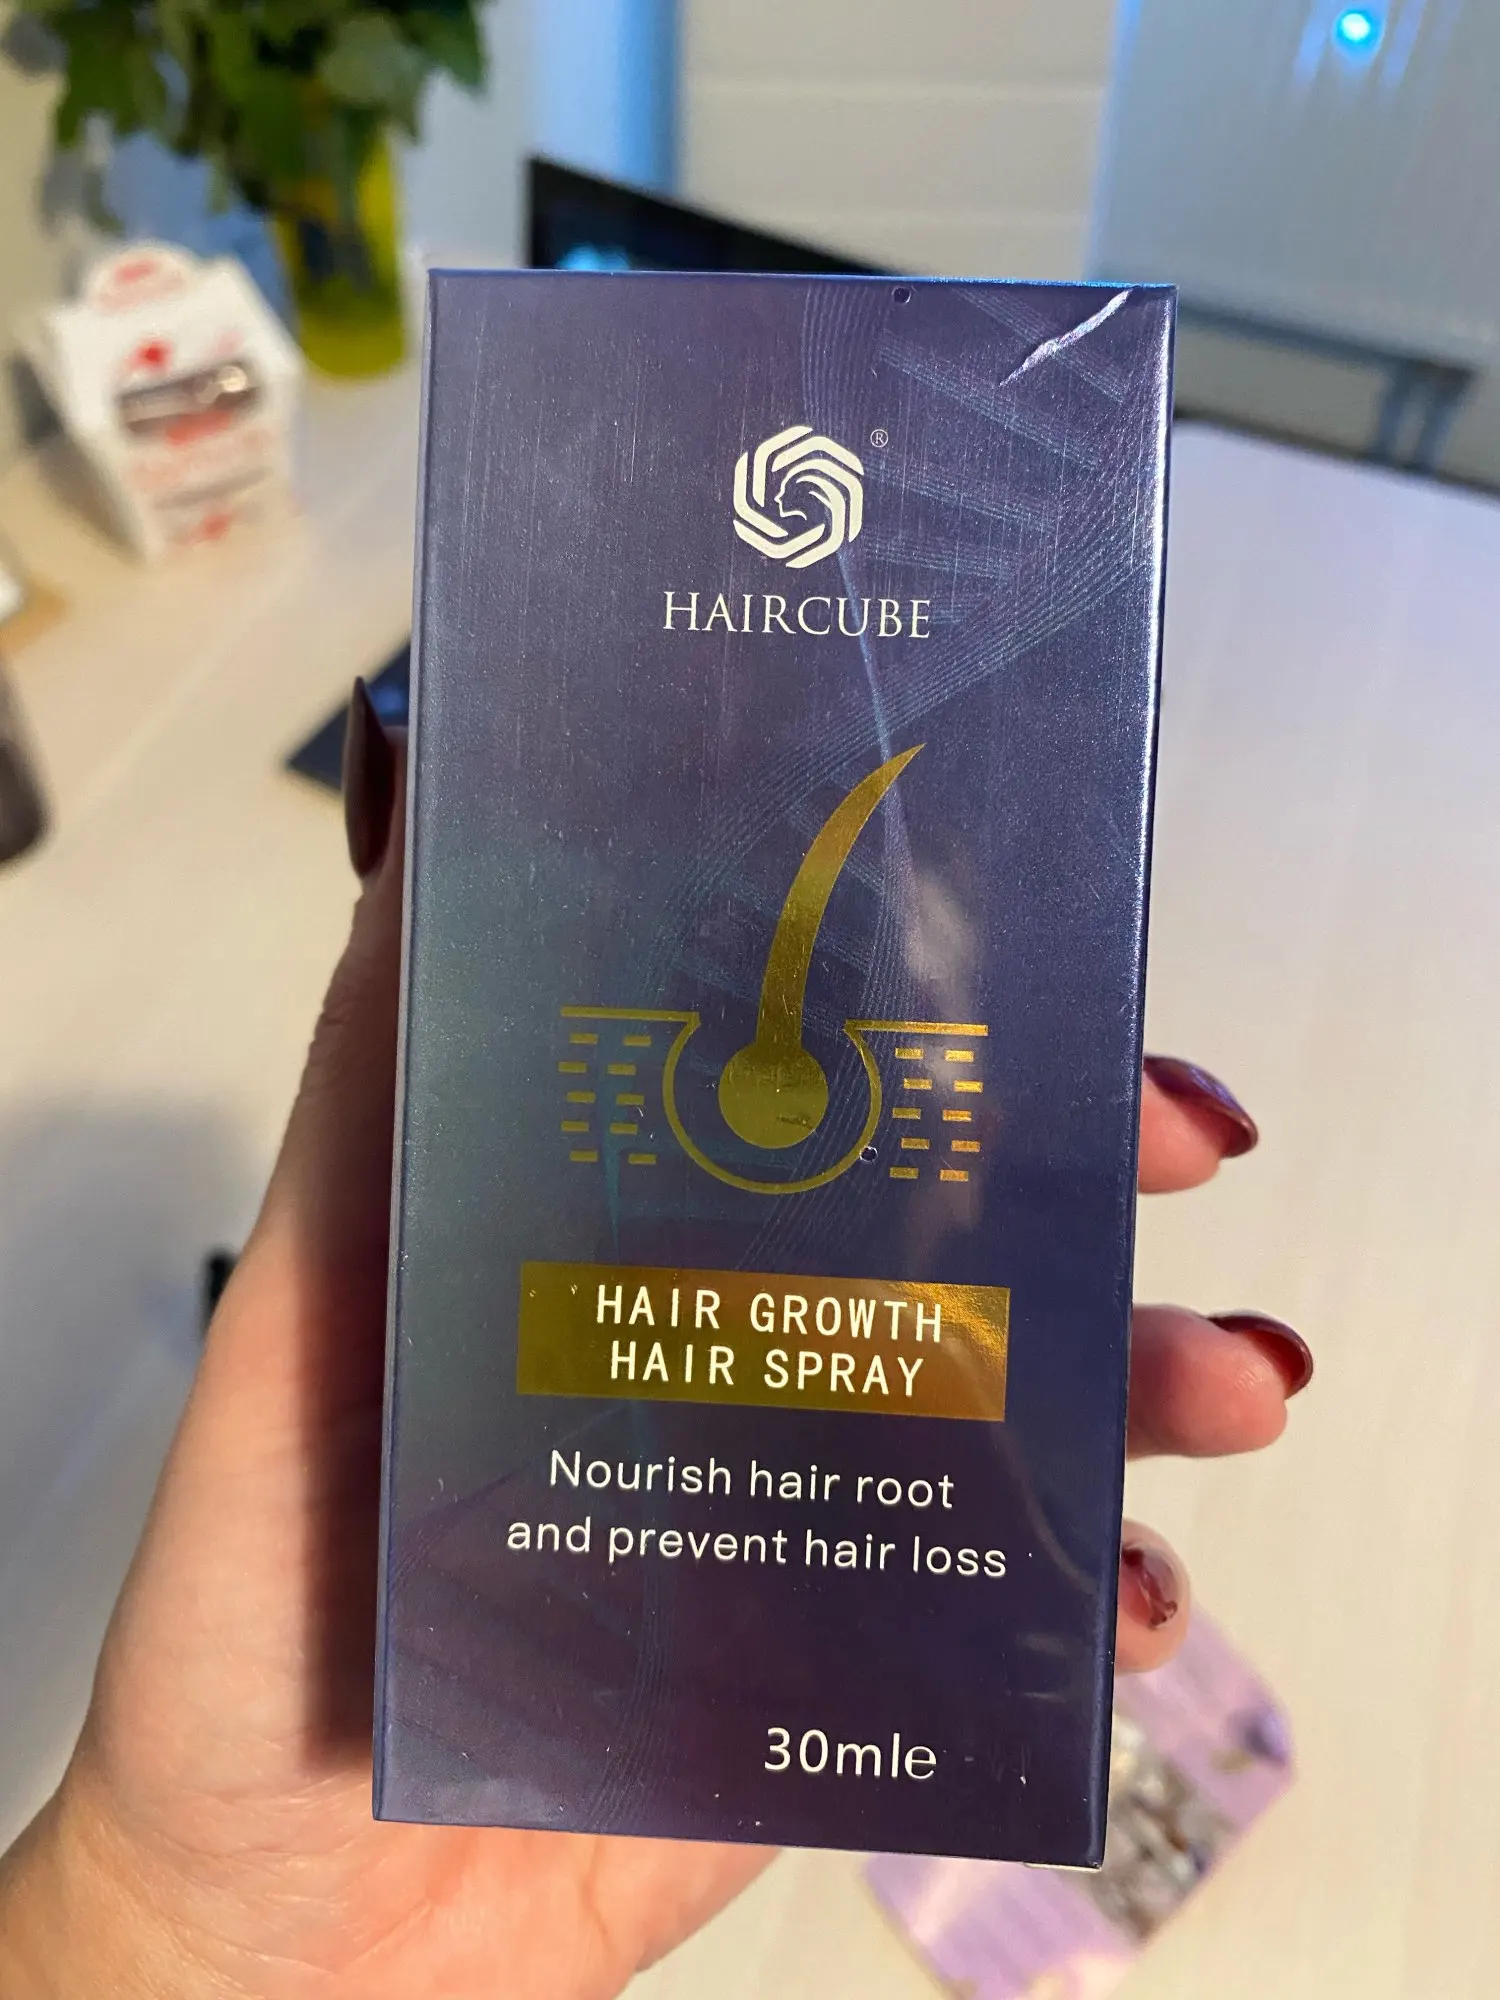 ®
HAIRCUBE
HAIR GROWTH
HAIR SPRAY
Nourish hair root
and prevent hair loss
30mle